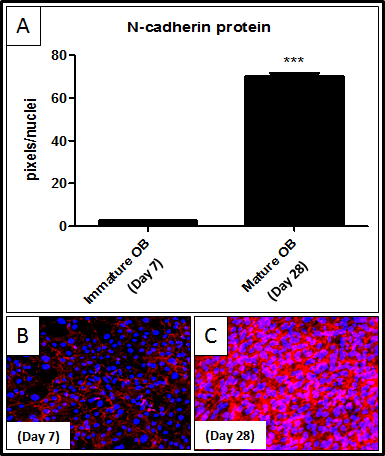 A
N-cadherin protein
pixels/nuclei
80
60
40
20
0
***
Immature OB
(Day 7)
Mature OB
(Day 28)
B
(Day 7)
C
(Day 28)